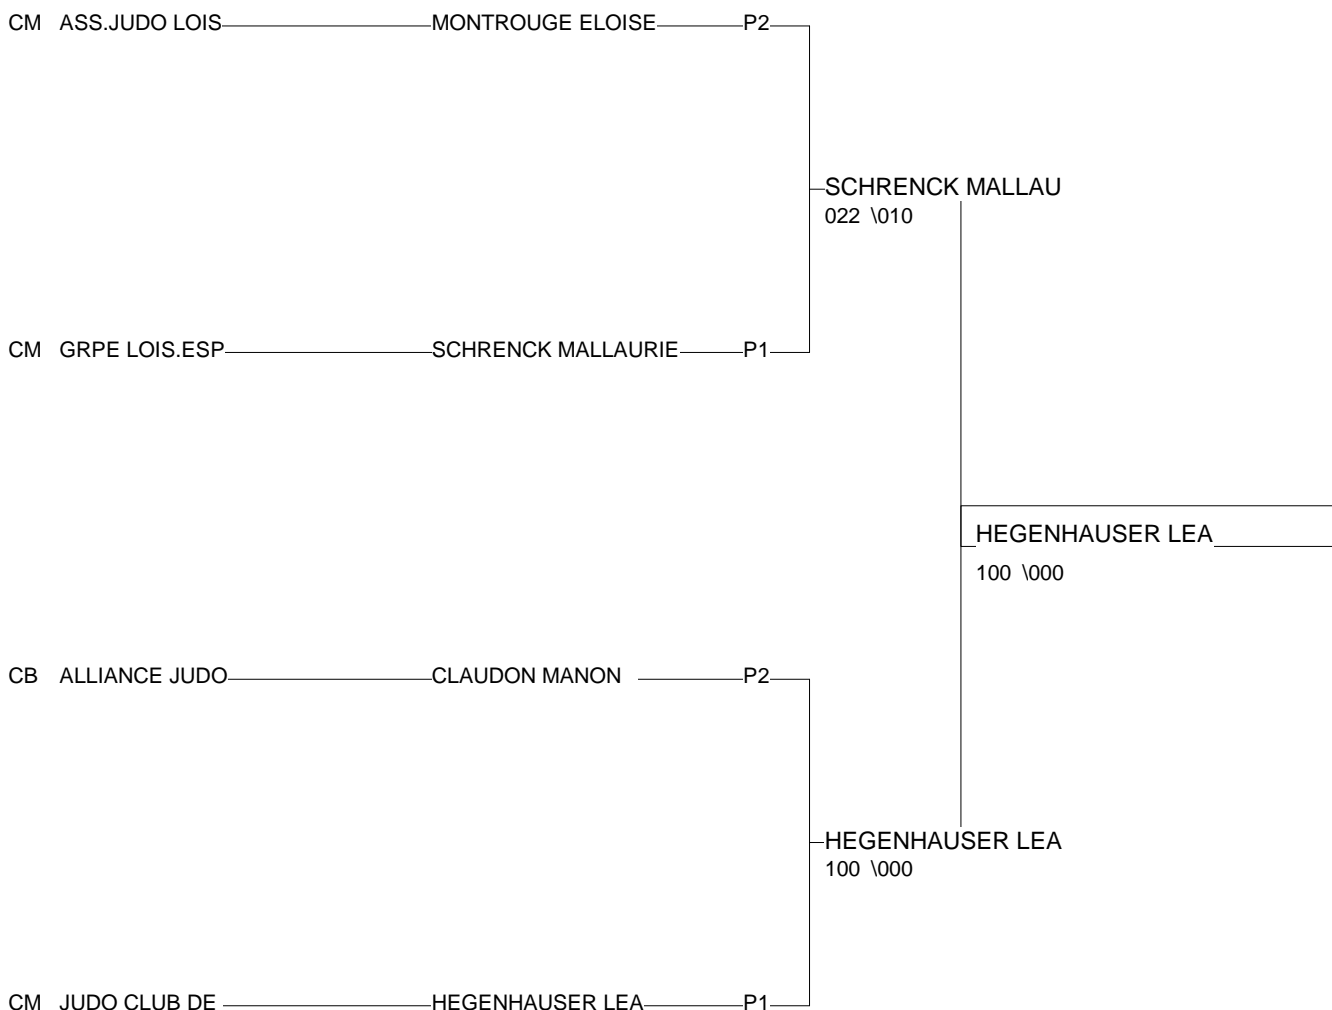 CM ASS.JUDO LOIS MONTROUGE ELOISE P2
SCHRENCK MALLAU
022 \010
CM GRPE LOIS.ESP SCHRENCK MALLAURIE P1
HEGENHAUSER LEA
100 \000
CB ALLIANCE JUDO CLAUDON MANON P2
HEGENHAUSER LEA
100 \000
CM JUDO CLUB DE HEGENHAUSER LEA P1